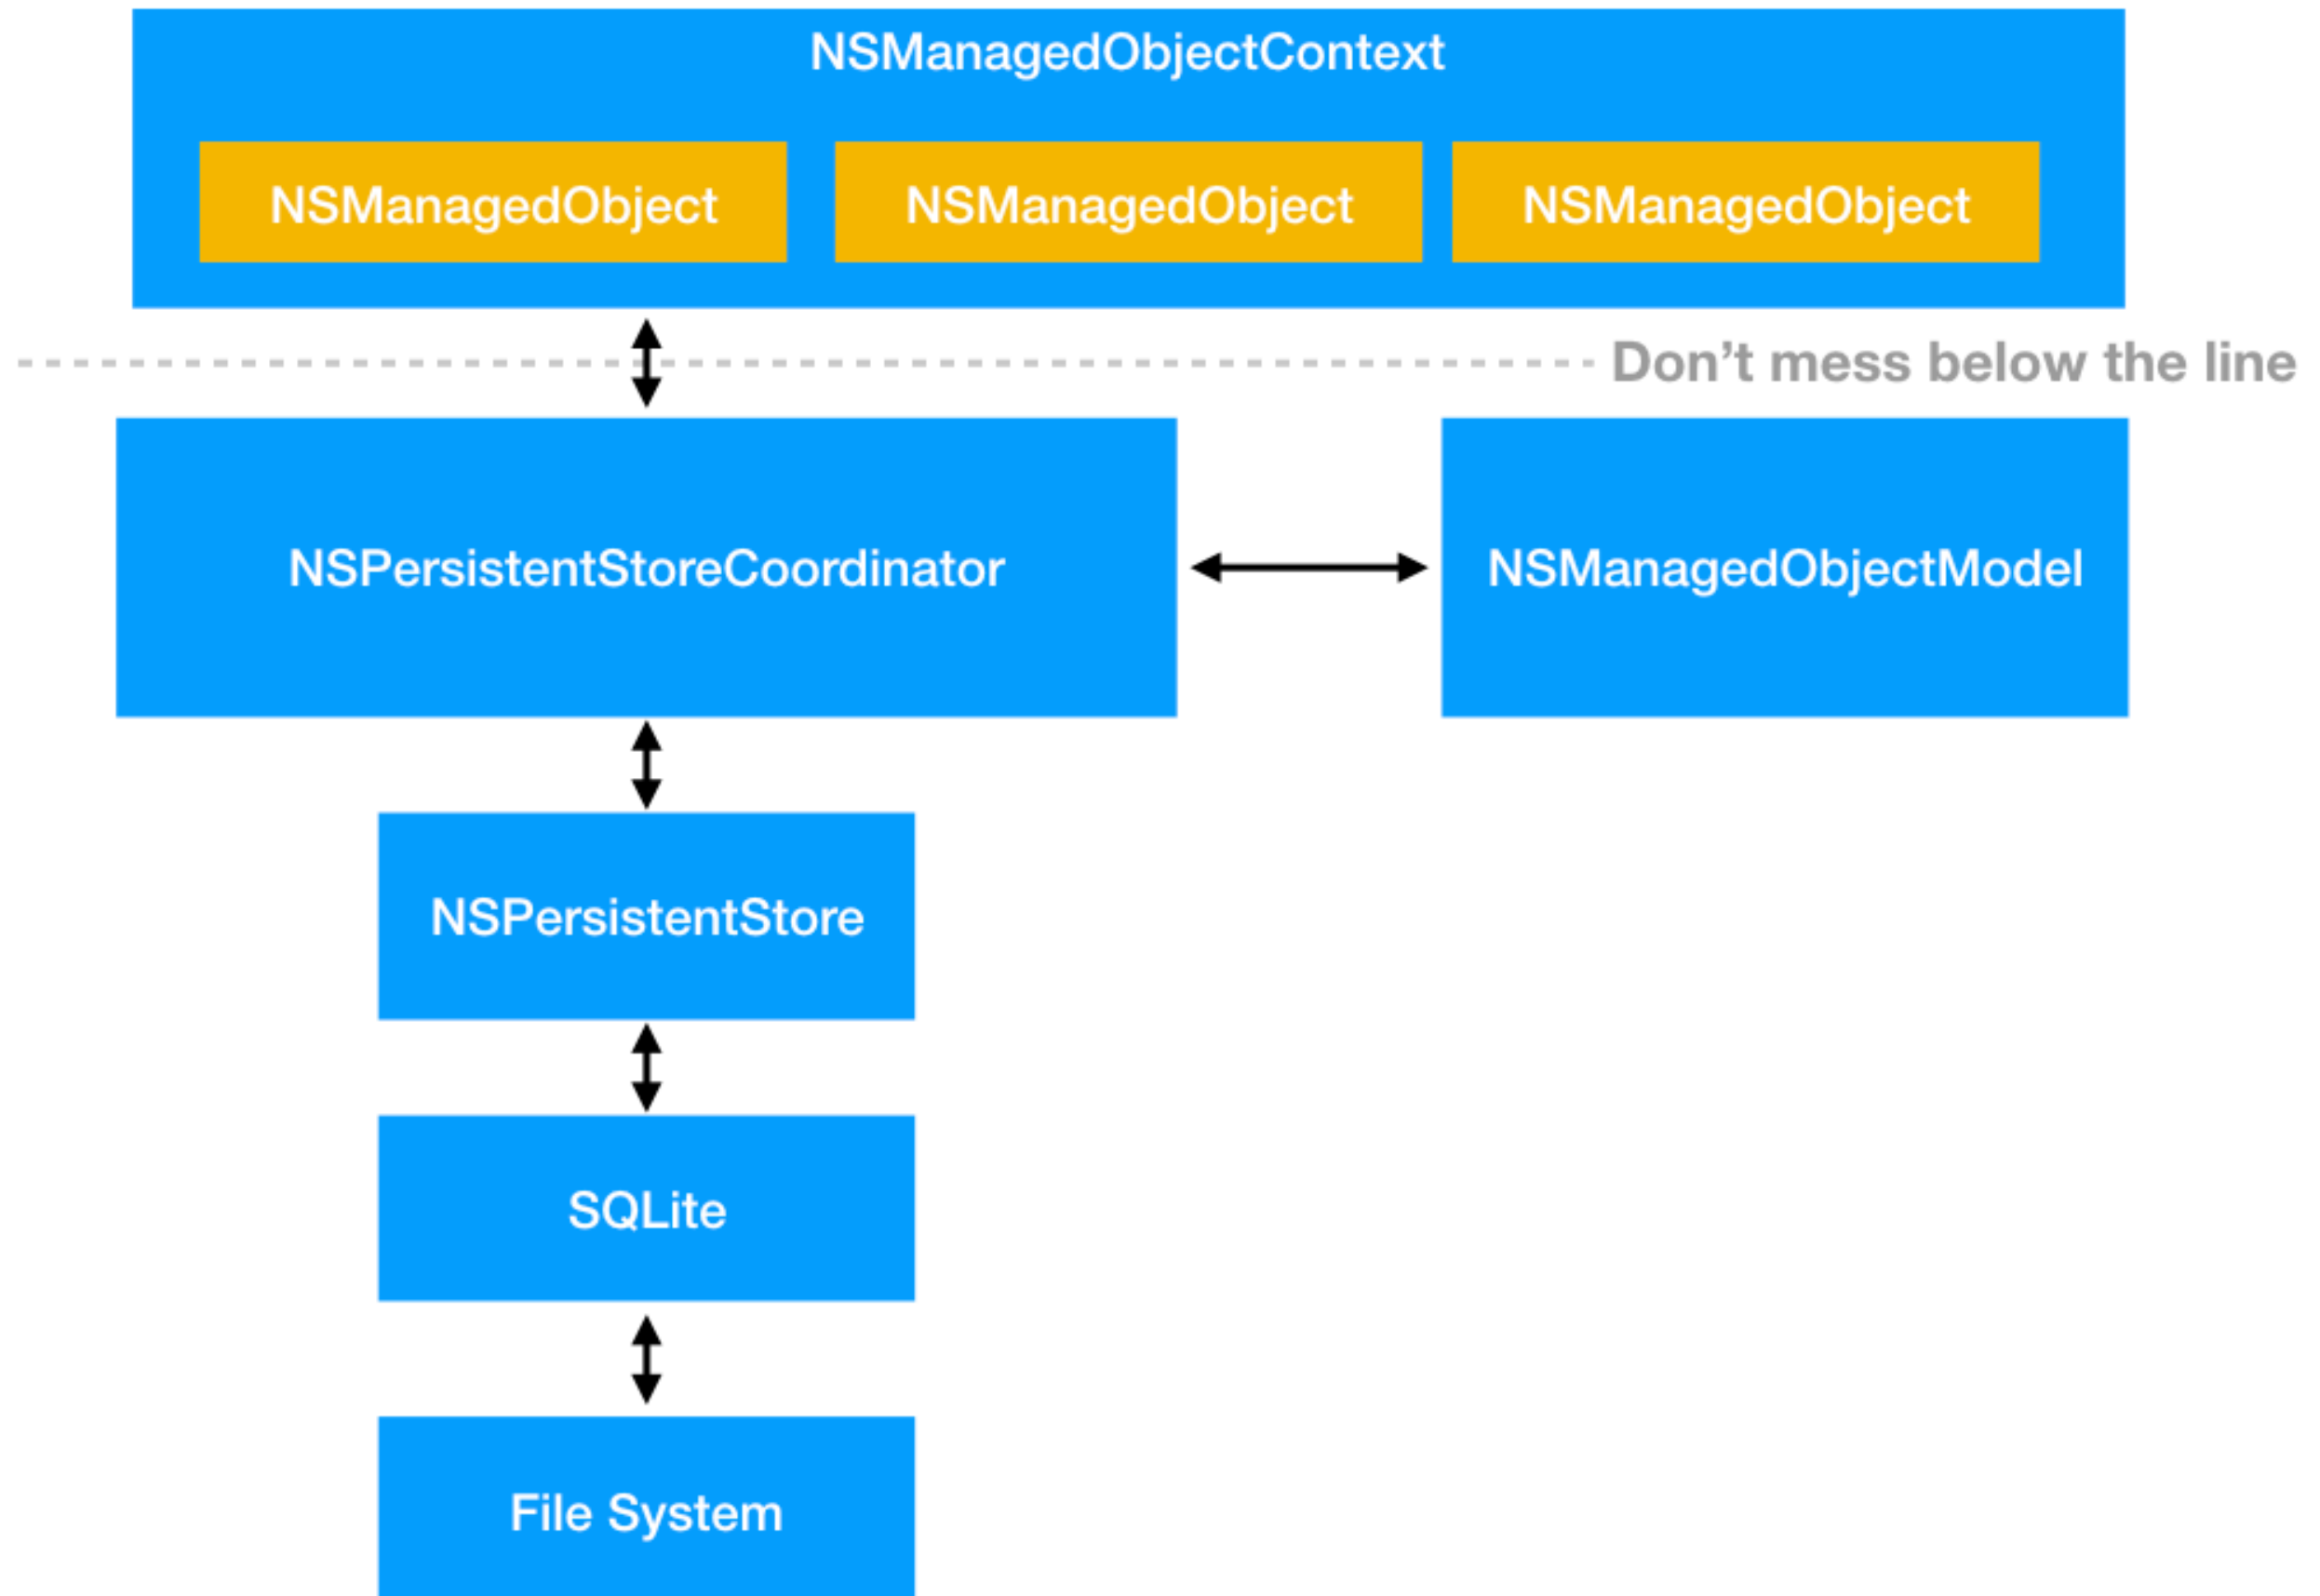 NSManagedObjectContext
NSManagedObject
NSManagedObject
NSManagedObject
Don’t mess below the line
NSPersistentStoreCoordinator
NSManagedObjectModel
NSPersistentStore
SQLite
File System